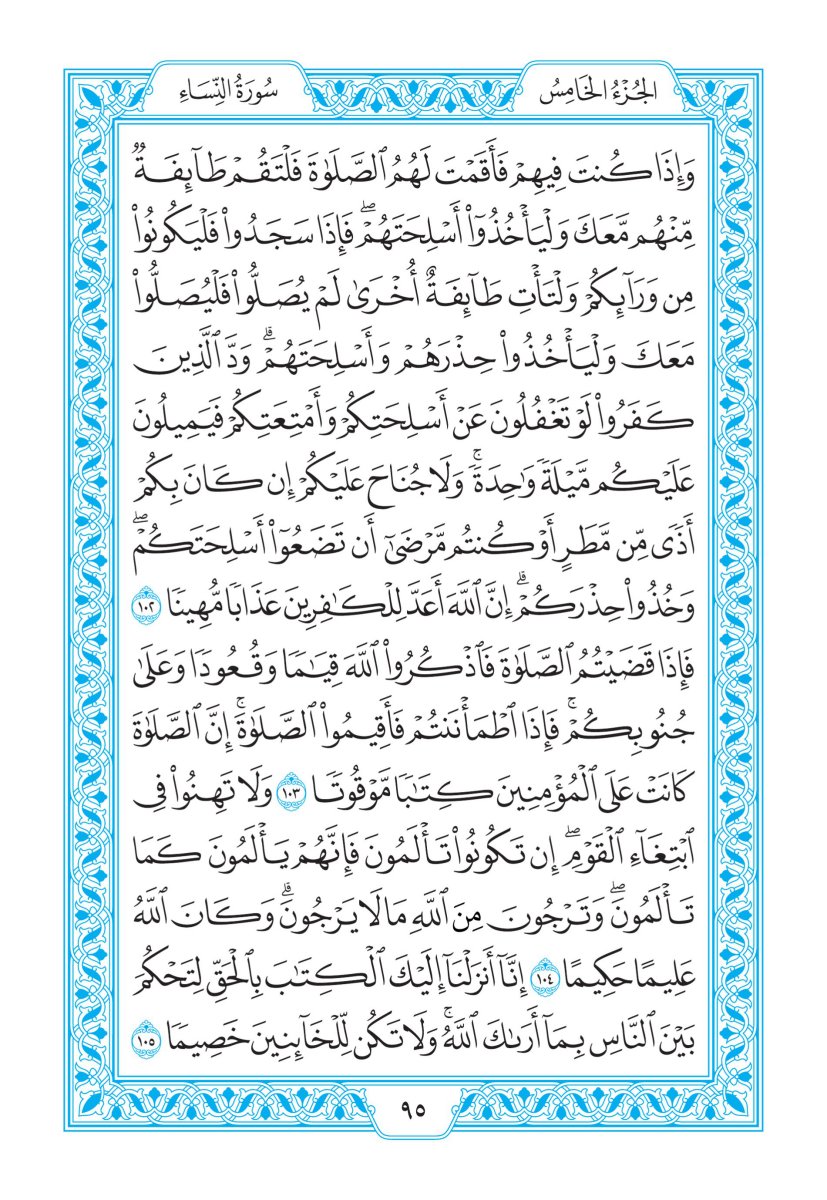 الجُزْءُ الخَامِسُ
سُورَةُ النِّسَاءِ
وَإِذَا كُنتَ فِيهِمْ فَأَقَمْتَ لَهُمُ ٱلصَّلَوٰةَ فَلْتَقُمْ طَآئِفَةٌ
مِّنْهُم مَّعَكَ وَلْيَأْخُذُوٓا۟ أَسْلِحَتَهُمْ ۖ فَإِذَا سَجَدُوا۟ فَلْيَكُونُوا۟
مِن وَرَآئِكُمْ وَلْتَأْتِ طَآئِفَةٌ أُخْرَىٰ لَمْ يُصَلُّوا۟ فَلْيُصَلُّوا۟
مَعَكَ وَلْيَأْخُذُوا۟ حِذْرَهُمْ وَأَسْلِحَتَهُمْ ۗ وَدَّ ٱلَّذِينَ
كَفَرُوا۟ لَوْ تَغْفُلُونَ عَنْ أَسْلِحَتِكُمْ وَأَمْتِعَتِكُمْ فَيَمِيلُونَ
عَلَيْكُم مَّيْلَةً وَٰحِدَةً ۚ وَلَا جُنَاحَ عَلَيْكُمْ إِن كَانَ بِكُمْ
أَذًى مِّن مَّطَرٍ أَوْ كُنتُم مَّرْضَىٰٓ أَن تَضَعُوٓا۟ أَسْلِحَتَكُمْ ۖ
وَخُذُوا۟ حِذْرَكُمْ ۗ إِنَّ ٱللَّهَ أَعَدَّ لِلْكَٰفِرِينَ عَذَابًا مُّهِينًا ١٠٢
فَإِذَا قَضَيْتُمُ ٱلصَّلَوٰةَ فَٱذْكُرُوا۟ ٱللَّهَ قِيَٰمًا وَقُعُودًا وَعَلَىٰ
جُنُوبِكُمْ ۚ فَإِذَا ٱطْمَأْنَنتُمْ فَأَقِيمُوا۟ ٱلصَّلَوٰةَ ۚ إِنَّ ٱلصَّلَوٰةَ
كَانَتْ عَلَى ٱلْمُؤْمِنِينَ كِتَٰبًا مَّوْقُوتًا ١٠٣ وَلَا تَهِنُوا۟ فِى
ٱبْتِغَآءِ ٱلْقَوْمِ ۖ إِن تَكُونُوا۟ تَأْلَمُونَ فَإِنَّهُمْ يَأْلَمُونَ كَمَا
تَأْلَمُونَ ۖ وَتَرْجُونَ مِنَ ٱللَّهِ مَا لَا يَرْجُونَ ۗ وَكَانَ ٱللَّهُ
عَلِيمًا حَكِيمًا ١٠٤ إِنَّآ أَنزَلْنَآ إِلَيْكَ ٱلْكِتَٰبَ بِٱلْحَقِّ لِتَحْكُمَ
بَيْنَ ٱلنَّاسِ بِمَآ أَرَىٰكَ ٱللَّهُ ۚ وَلَا تَكُن لِّلْخَآئِنِينَ خَصِيمًا ١٠٥
٩٥